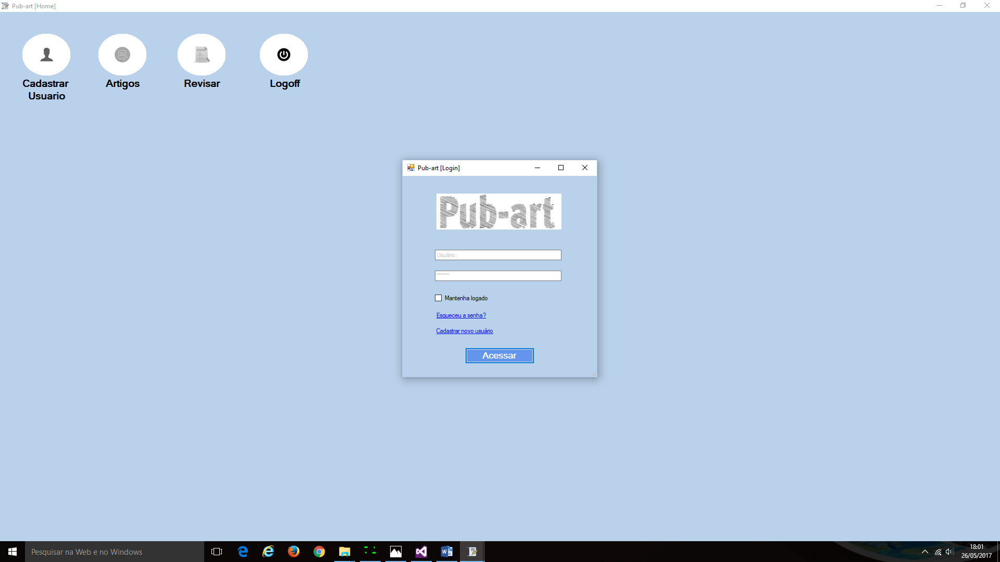 Pub-art [Home]
Cadastrar
Usuario
Artigos
Revisar
Logoff
Pub-art [Login]
Pub-art
Usuário:
******
Mantenha logado
Esqueceu a senha?
Cadastrar novo usuário
Acessar
Pesquisar na Web e no Windows
18:01
26/05/2017